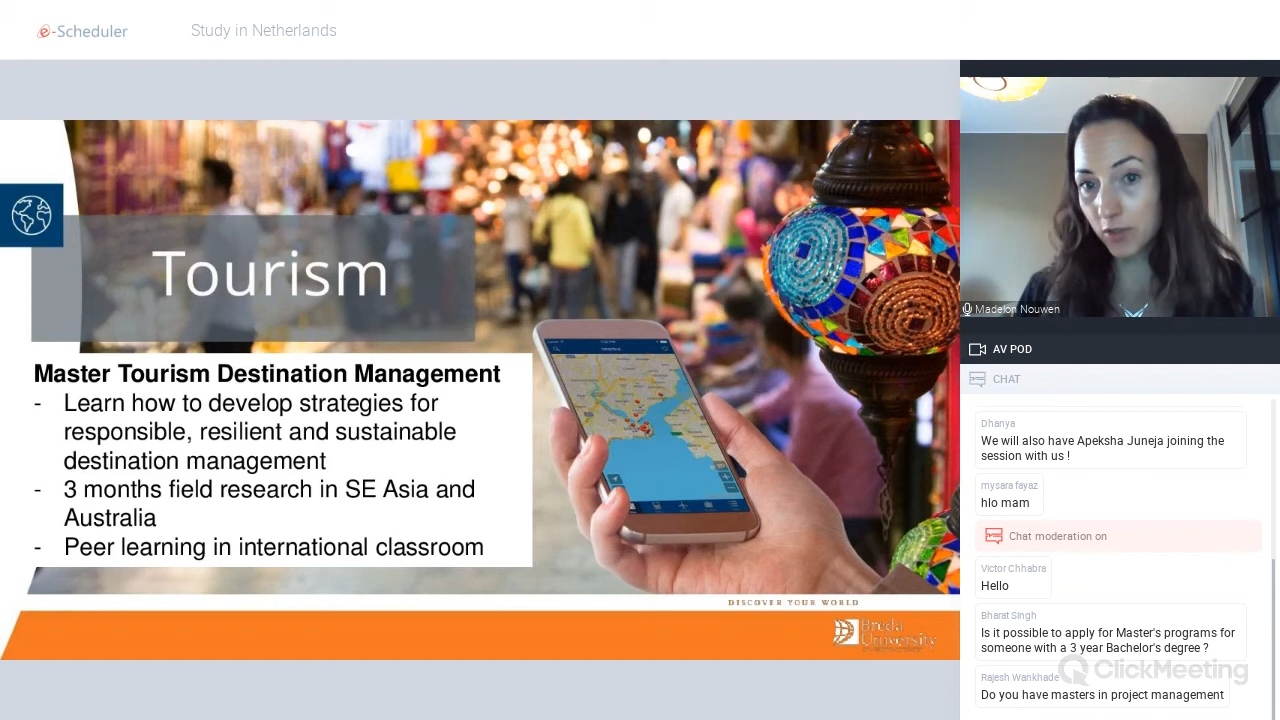 e-Scheduler
Study in Netherlands
Tourism
Master Tourism Destination Management
- Learn how to develop strategies for
responsible, resilient and sustainable
destination management
- 3 months field research in SE Asia and
Australia
- Peer learning in international classroom
DISCOVER YOUR WORLD
Breda
University
Madelon Nouwen
AV POD
CHAT
Dhanya
We will also have Apeksha Juneja joining the
session with us !
mysara fayaz
hlo mam
Chat moderation on
Victor Chhabra
Hello
Bharat Singh
Is it possible to apply for Master's programs for
someone with a 3 year Bachelor's degree ?
Rajesh Wankhade
Do you have masters in project management
ClickMeeting